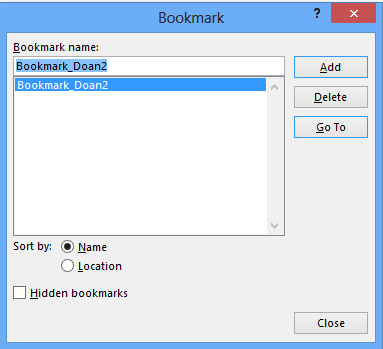 Bookmark
?
Bookmark name:
Bookmark_Doan2
Add
Bookmark_Doan2
Delete
Go To
Sort by:
Name
Location
Hidden bookmarks
Close